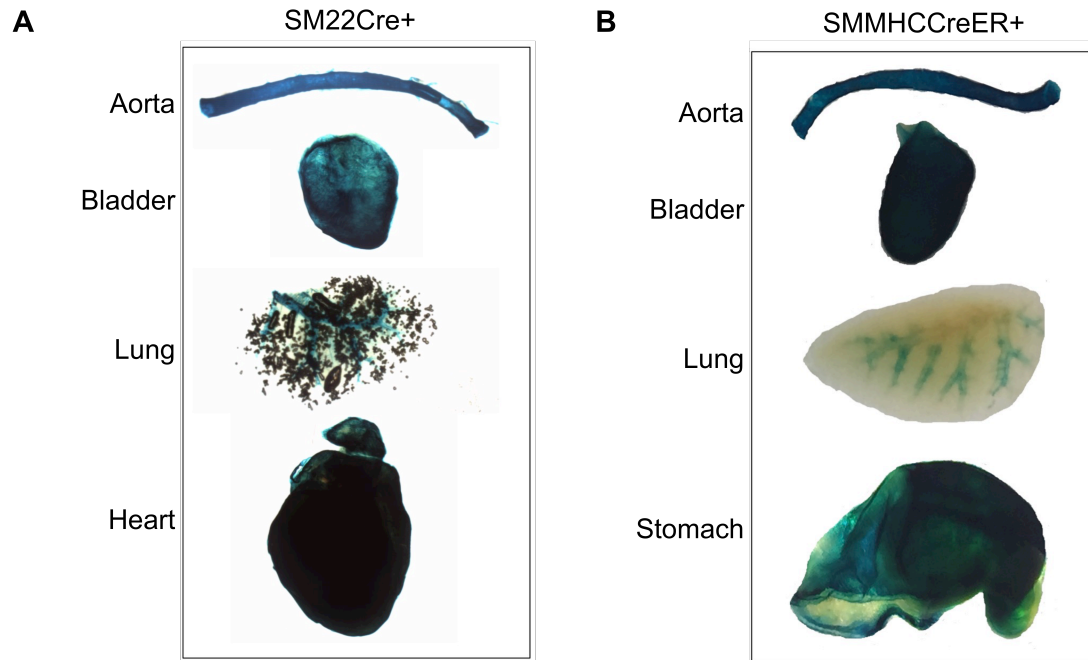 A
SM22Cre+
Aorta
Bladder
Lung
Heart
B
SMMHCCreER+
Aorta
Bladder
Lung
Stomach